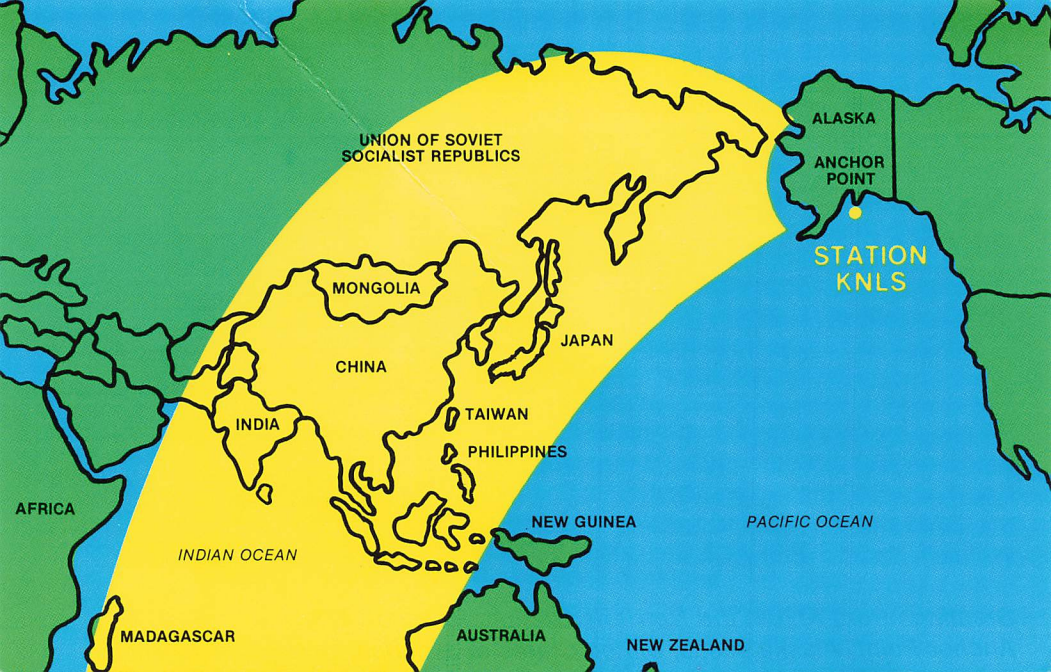 ALASKA
UNION OF SOVIET
SOCIALIST REPUBLICS
ANCHOR
POINT
STATION
KNLS
MONGOLIA
JAPAN
CHINA
TAIWAN
INDIA
PHILIPPINES
AFRICA
NEW GUINEA
PACIFIC OCEAN
INDIAN OCEAN
MADAGASCAR
AUSTRALIA
NEW ZEALAND